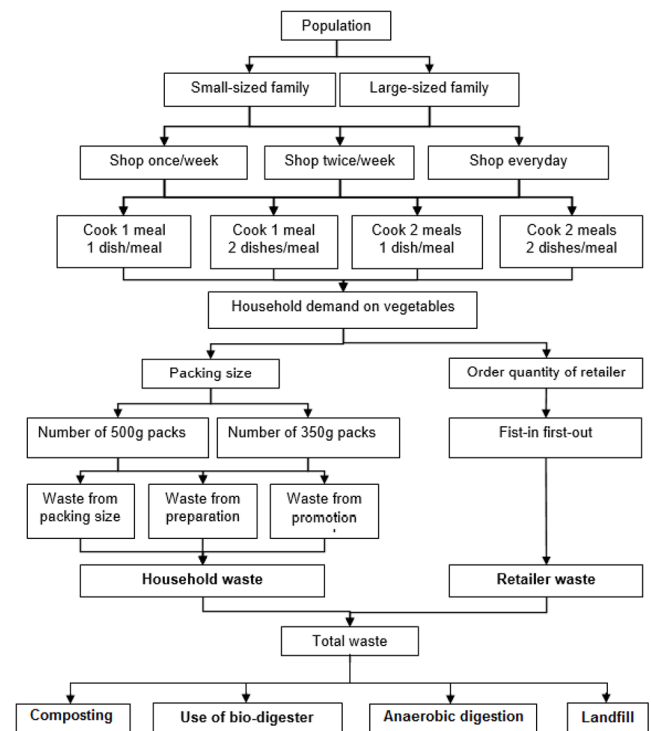 Population
Small-sized family
Large-sized family
Shop once/week
Shop twice/week
Shop everyday
Cook 1 meal
1 dish/meal
Cook 1 meal
2 dishes/meal
Cook 2 meals
1 dish/meal
Cook 2 meals
2 dishes/meal
Household demand on vegetables
Packing size
Order quantity of retailer
Number of 500g packs
Number of 350g packs
Fist-in first-out
Waste from
packing size
Waste from
preparation
Waste from
promotion
Household waste
Retailer waste
Total waste
Composting
Use of bio-digester
Anaerobic digestion
Landfill